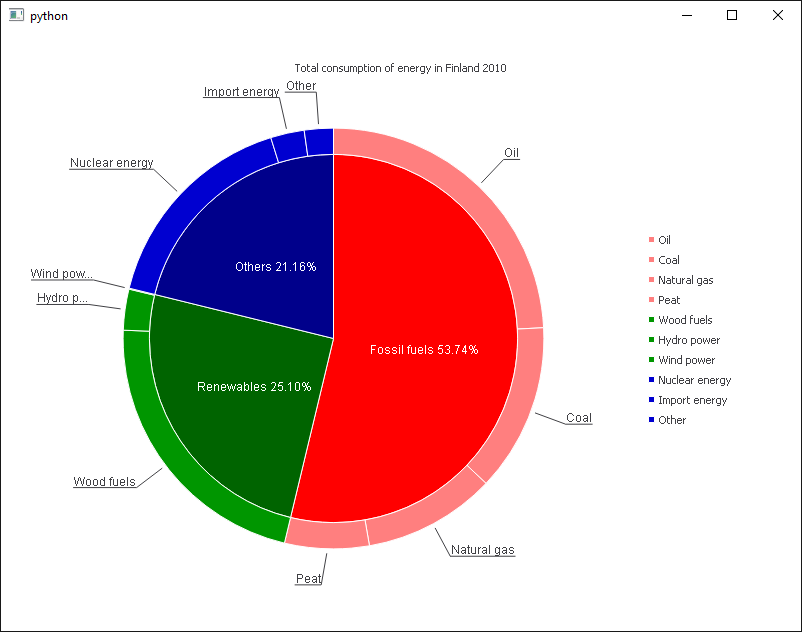 python
Total consumption of energy in Finland 2010
Other
Import energy
Oil
Nuclear energy
Others 21.16%
Wind pow...
Hydro p...
Fossil fuels 53.74%
Renewables 25.10%
Coal
Wood fuels
Natural gas
Peat
Oil
Coal
Natural gas
Peat
Wood fuels
Hydro power
Wind power
Nuclear energy
Import energy
Other